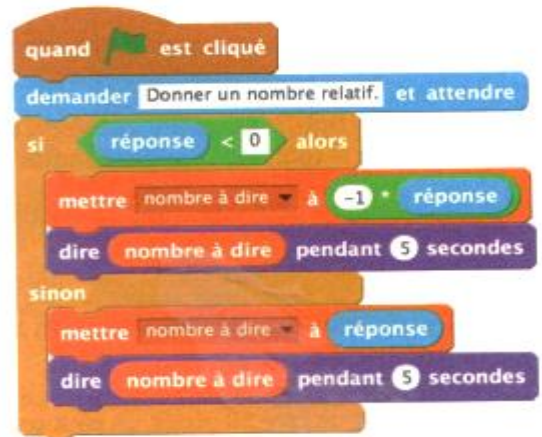 quand est cliqué
demander Donner un nombre relatif. et attendre
si réponse < 0 alors
mettre nombre à dire à -1 * réponse
dire nombre à dire pendant 5 secondes
sinon
mettre nombre à dire à réponse
dire nombre à dire pendant 5 secondes